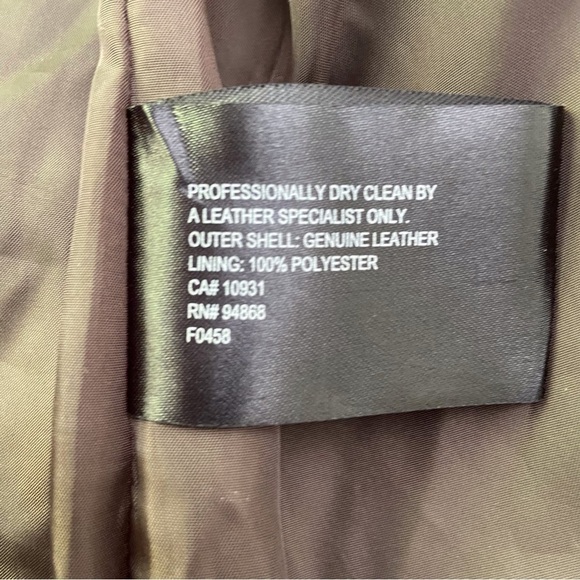 PROFESSIONALLY DRY CLEAN BY
A LEATHER SPECIALIST ONLY.
OUTER SHELL: GENUINE LEATHER
LINING: 100% POLYESTER
CA# 10931
RN# 94868
F0458